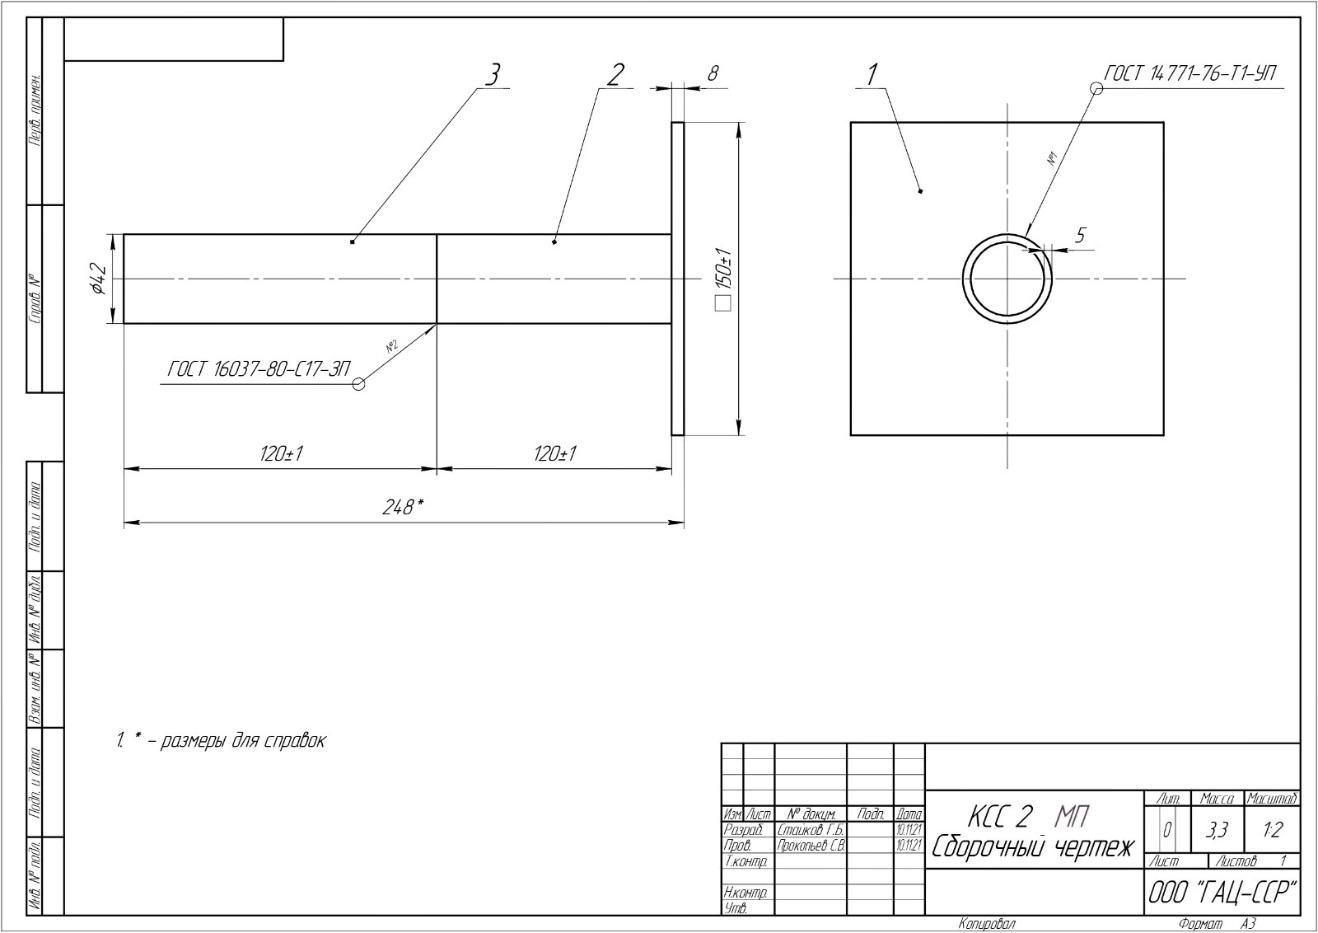 3
2
8
1
ГОСТ 14771-76-Т1-УП
Перв. примен.
№1
5
⌀42
□150±1
Справ. №
№2
ГОСТ 16037-80-С17-ЗП
120±1
120±1
248*
Подп. и дата
Инв. № дубл.
Взам. инв. №
Подп. и дата
Инв. № подл.
1. * - размеры для справок
Изм. Лист № докум. Подп. Дата
Разраб. Стаиков Г.Б. 10.11.21
Пров. Прокопьев С.В. 10.11.21
Т.контр.
Н.контр.
Утв.
КСС 2 МП
Сборочный чертеж
Лит. Масса Масштаб
0 3,3 1:2
Лист Листов 1
ООО "ГАЦ-ССР"
Копировал Формат А3